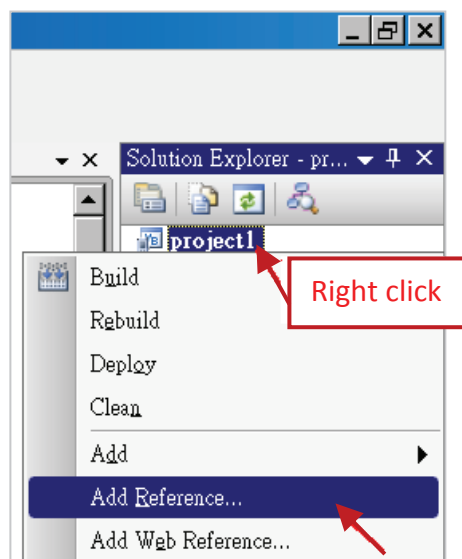 Solution Explorer - pr...
project1
Right click
Build
Rebuild
Deploy
Clean
Add
Add Reference...
Add Web Reference...